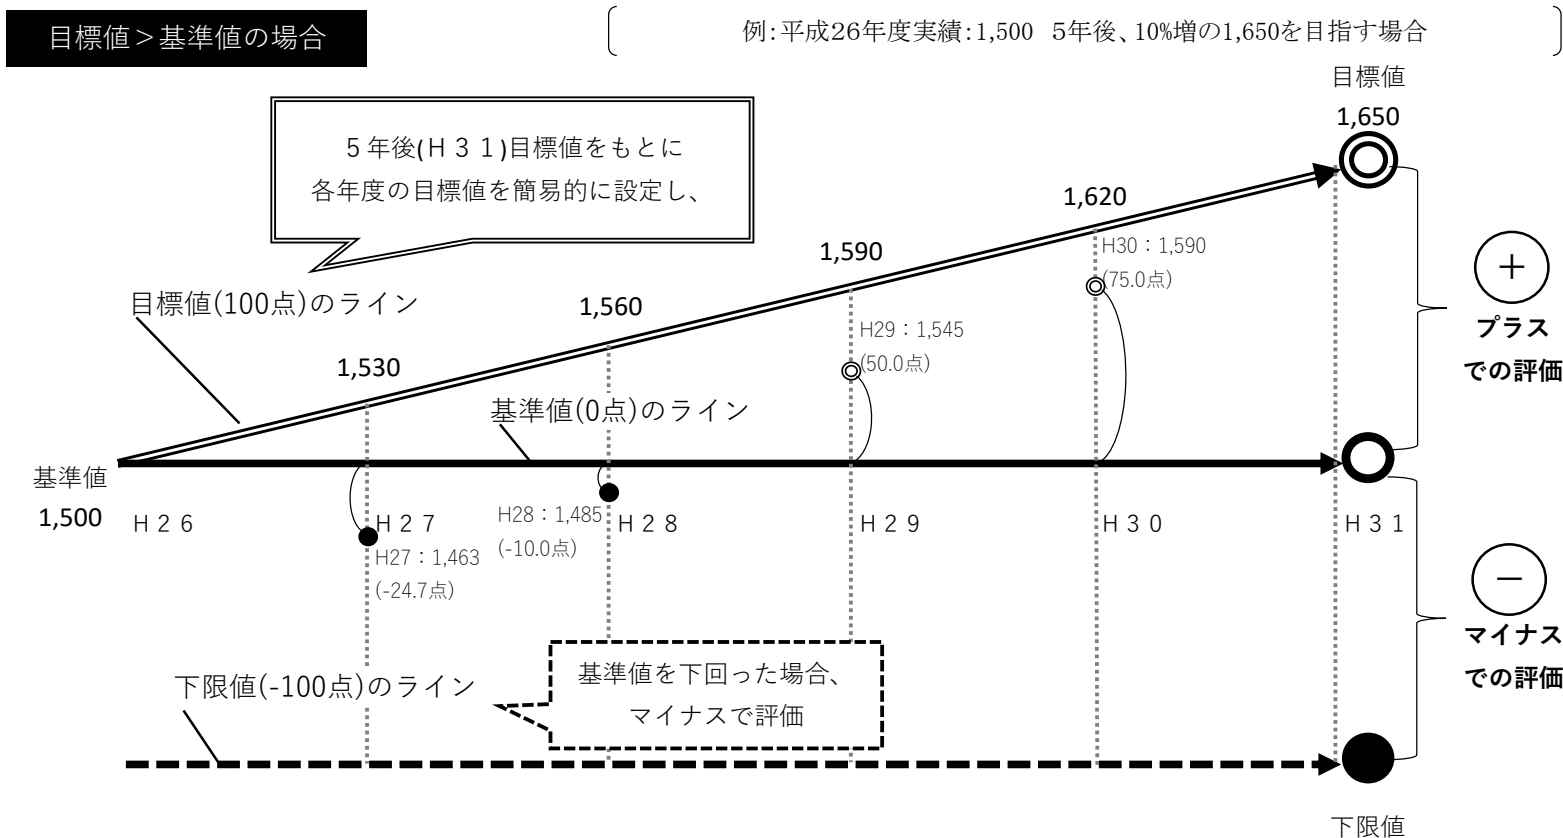 目標値＞基準値の場合
例：平成２６年度実績：1,500　５年後、10%増の1,650を目指す場合
目標値
1,650
５年後(Ｈ３１)目標値をもとに
各年度の目標値を簡易的に設定し、
1,620
H30：1,590
(75.0点)
1,590
＋
プラス
での評価
目標値(100点)のライン
1,560
H29：1,545
(50.0点)
1,530
基準値(0点)のライン
基準値
1,500
Ｈ２６
Ｈ２７
H27：1,463
(-24.7点)
H28：1,485
(-10.0点)
Ｈ２８
Ｈ２９
Ｈ３０
Ｈ３１
－
マイナス
での評価
下限値(-100点)のライン
基準値を下回った場合、
マイナスで評価
下限値